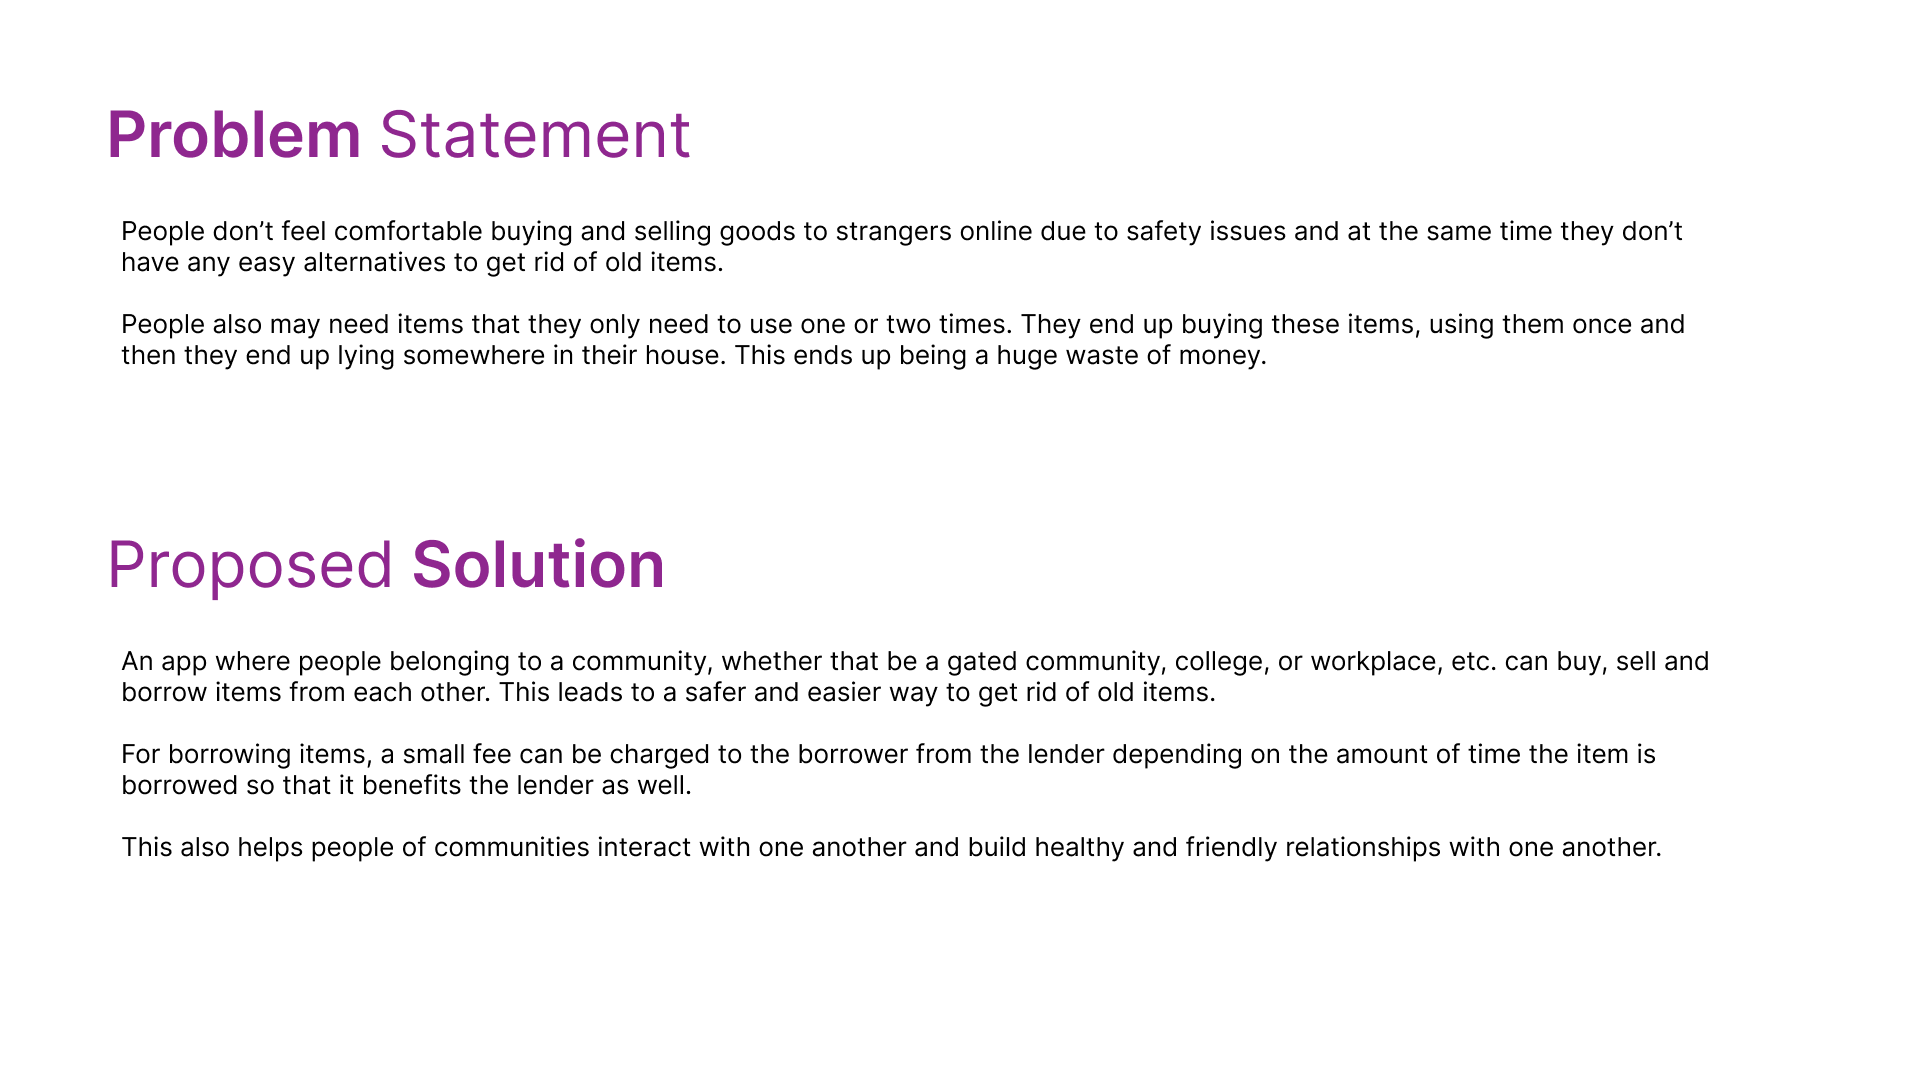 Problem Statement
People don’t feel comfortable buying and selling goods to strangers online due to safety issues and at the same time they don’t
have any easy alternatives to get rid of old items.
People also may need items that they only need to use one or two times. They end up buying these items, using them once and
then they end up lying somewhere in their house. This ends up being a huge waste of money.
Proposed Solution
An app where people belonging to a community, whether that be a gated community, college, or workplace, etc. can buy, sell and
borrow items from each other. This leads to a safer and easier way to get rid of old items.
For borrowing items, a small fee can be charged to the borrower from the lender depending on the amount of time the item is
borrowed so that it benefits the lender as well.
This also helps people of communities interact with one another and build healthy and friendly relationships with one another.